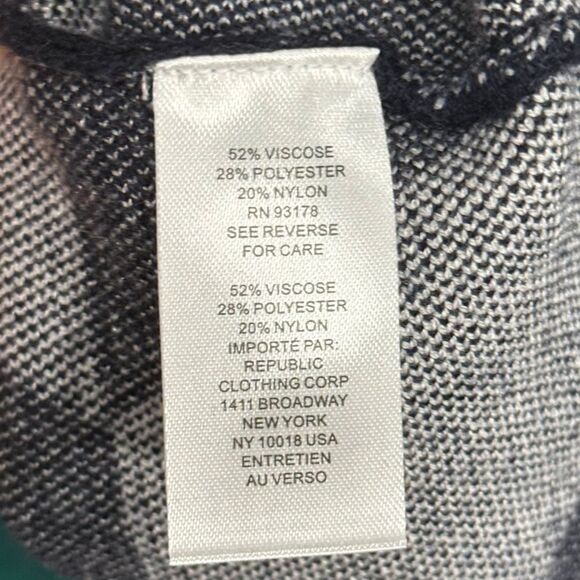 52% VISCOSE
28% POLYESTER
20% NYLON
RN 93178
SEE REVERSE
FOR CARE
52% VISCOSE
28% POLYESTER
20% NYLON
IMPORTÉ PAR:
REPUBLIC
CLOTHING CORP
1411 BROADWAY
NEW YORK
NY 10018 USA
ENTRETIEN
AU VERSO